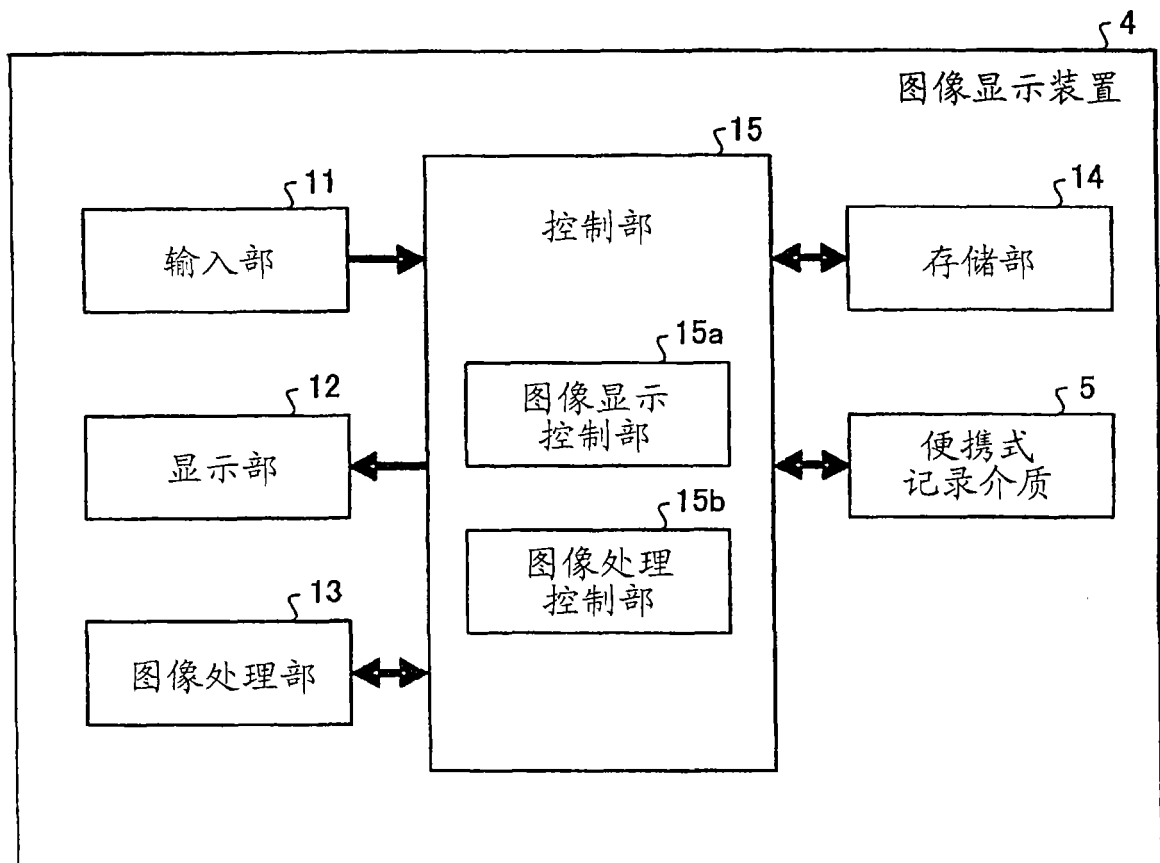 4
图像显示装置
15
11
14
控制部
输入部
存储部
15a
12
5
图像显示
控制部
显示部
便携式
记录介质
15b
图像处理
控制部
13
图像处理部